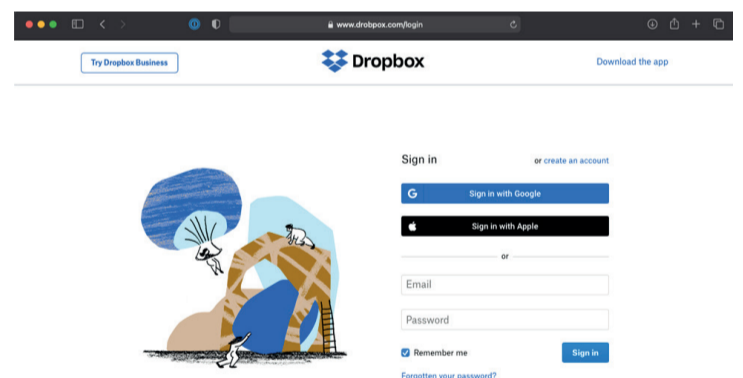 www.drobpox.com/login
Try Dropbox Business
Dropbox
Download the app
Sign in
or create an account
G
Sign in with Google
Sign in with Apple
or
Email
Password
Remember me
Sign in
Forgotten your password?